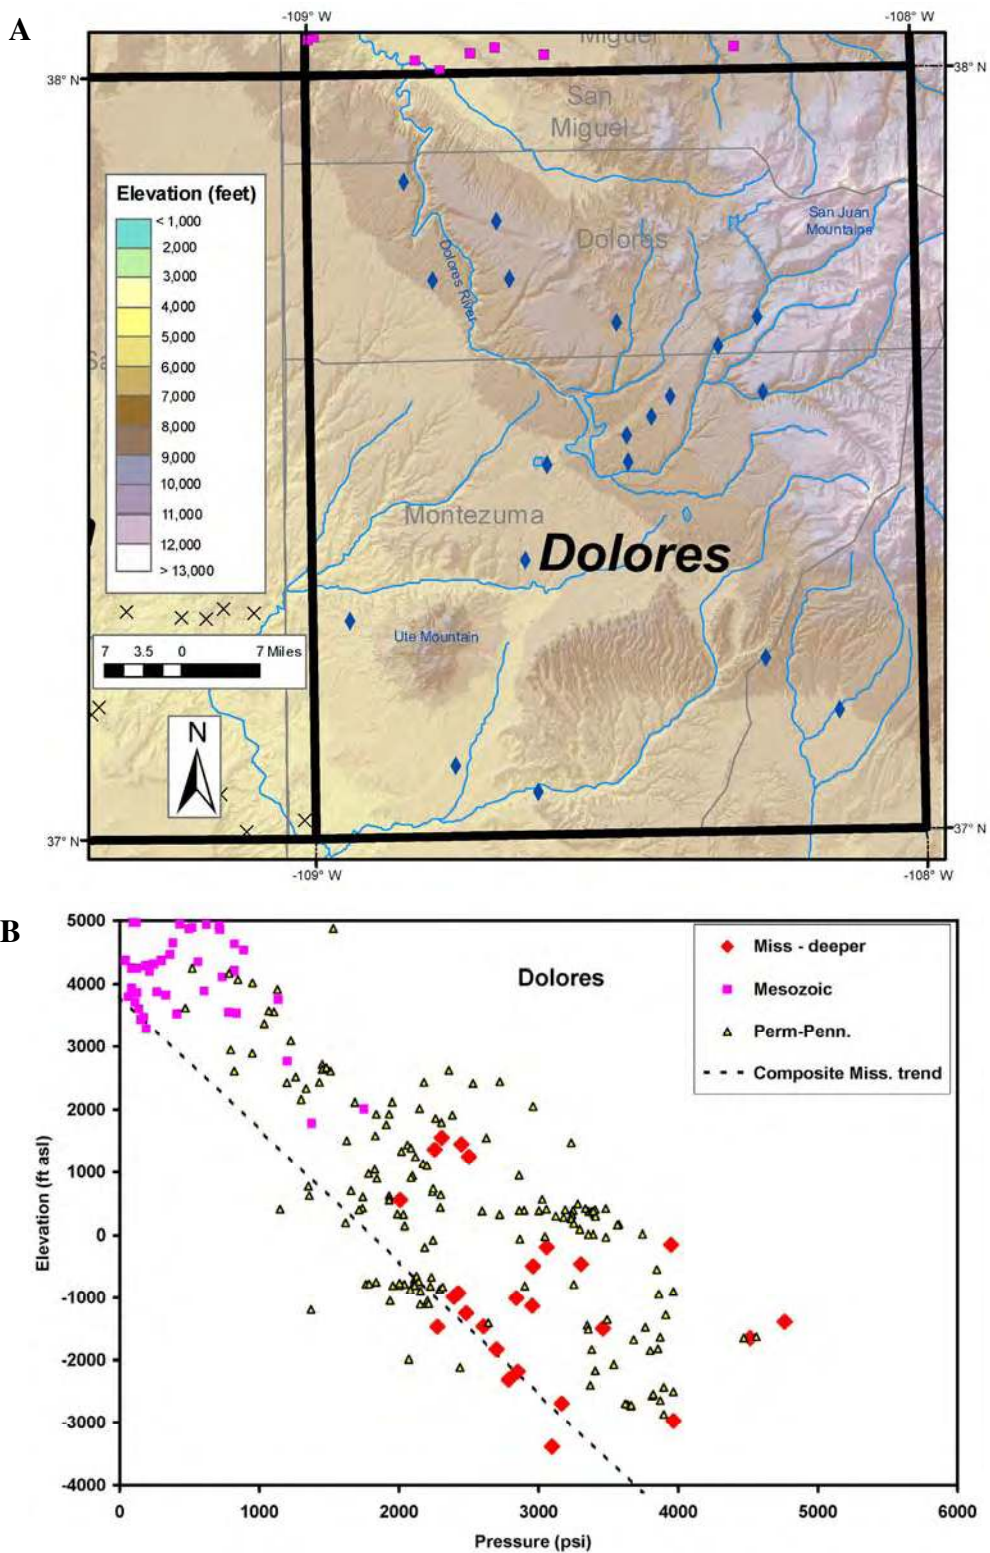 A
-109° W
-108° W
38° N
38° N
Miguel
San
Miguel
Elevation (feet)
< 1,000
2,000
3,000
4,000
5,000
6,000
7,000
8,000
9,000
10,000
11,000
12,000
> 13,000
San Juan
Mountains
Dolores
Dolores River
Sa
Montezuma
Dolores
Ute Mountain
7 3.5 0 7 Miles
N
37° N
37° N
-109° W
-108° W
B
5000
4000
3000
2000
1000
0
-1000
-2000
-3000
-4000
Elevation (ft asl)
Dolores
Miss - deeper
Mesozoic
Perm-Penn.
Composite Miss. trend
0 1000 2000 3000 4000 5000 6000
Pressure (psi)